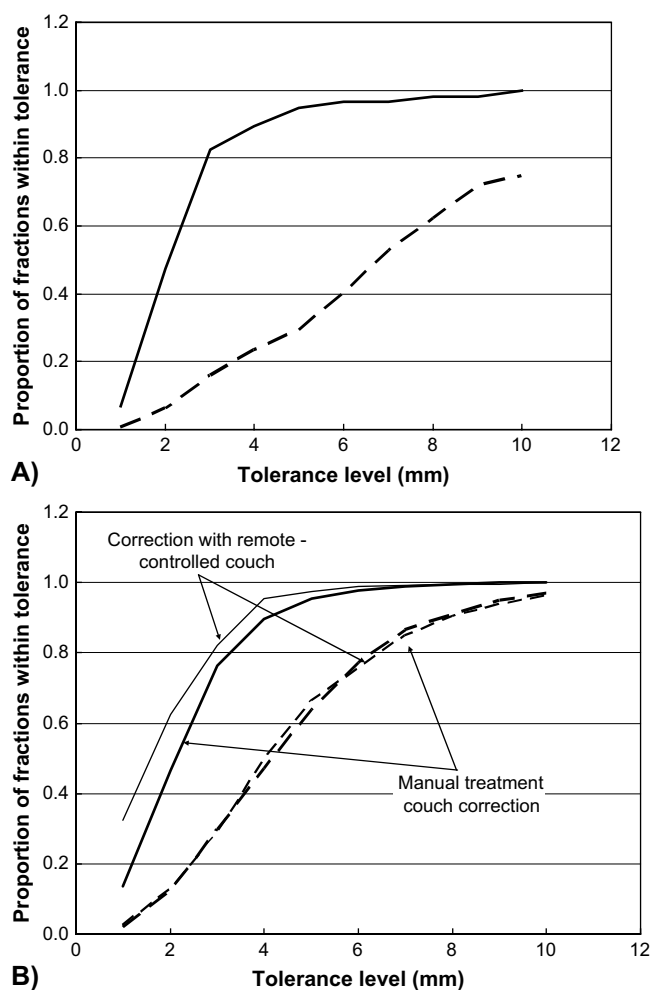 Proportion of fractions within tolerance
1.2
1.0
0.8
0.6
0.4
0.2
0.0
0 2 4 6 8 10 12
Tolerance level (mm)
A)
Proportion of fractions within tolerance
1.2
1.0
0.8
0.6
0.4
0.2
0.0
Correction with remote -
controlled couch
Manual treatment
couch correction
0 2 4 6 8 10 12
Tolerance level (mm)
B)